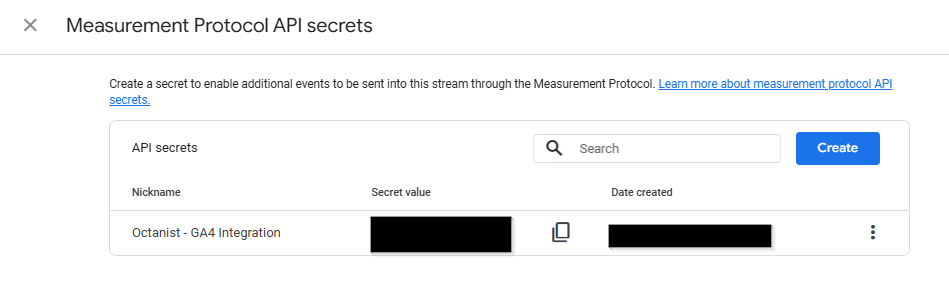 Measurement Protocol API secrets
Create a secret to enable additional events to be sent into this stream through the Measurement Protocol. Learn more about measurement protocol API
secrets.
API secrets
Search
Create
Nickname
Secret value
Date created
Octanist - GA4 Integration